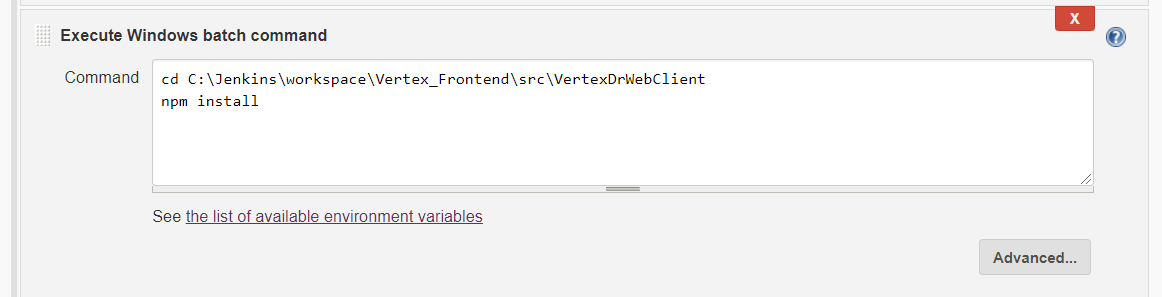 X
Execute Windows batch command
?
Command
cd C:\Jenkins\workspace\Vertex_Frontend\src\VertexDrWebClient
npm install
See the list of available environment variables
Advanced...